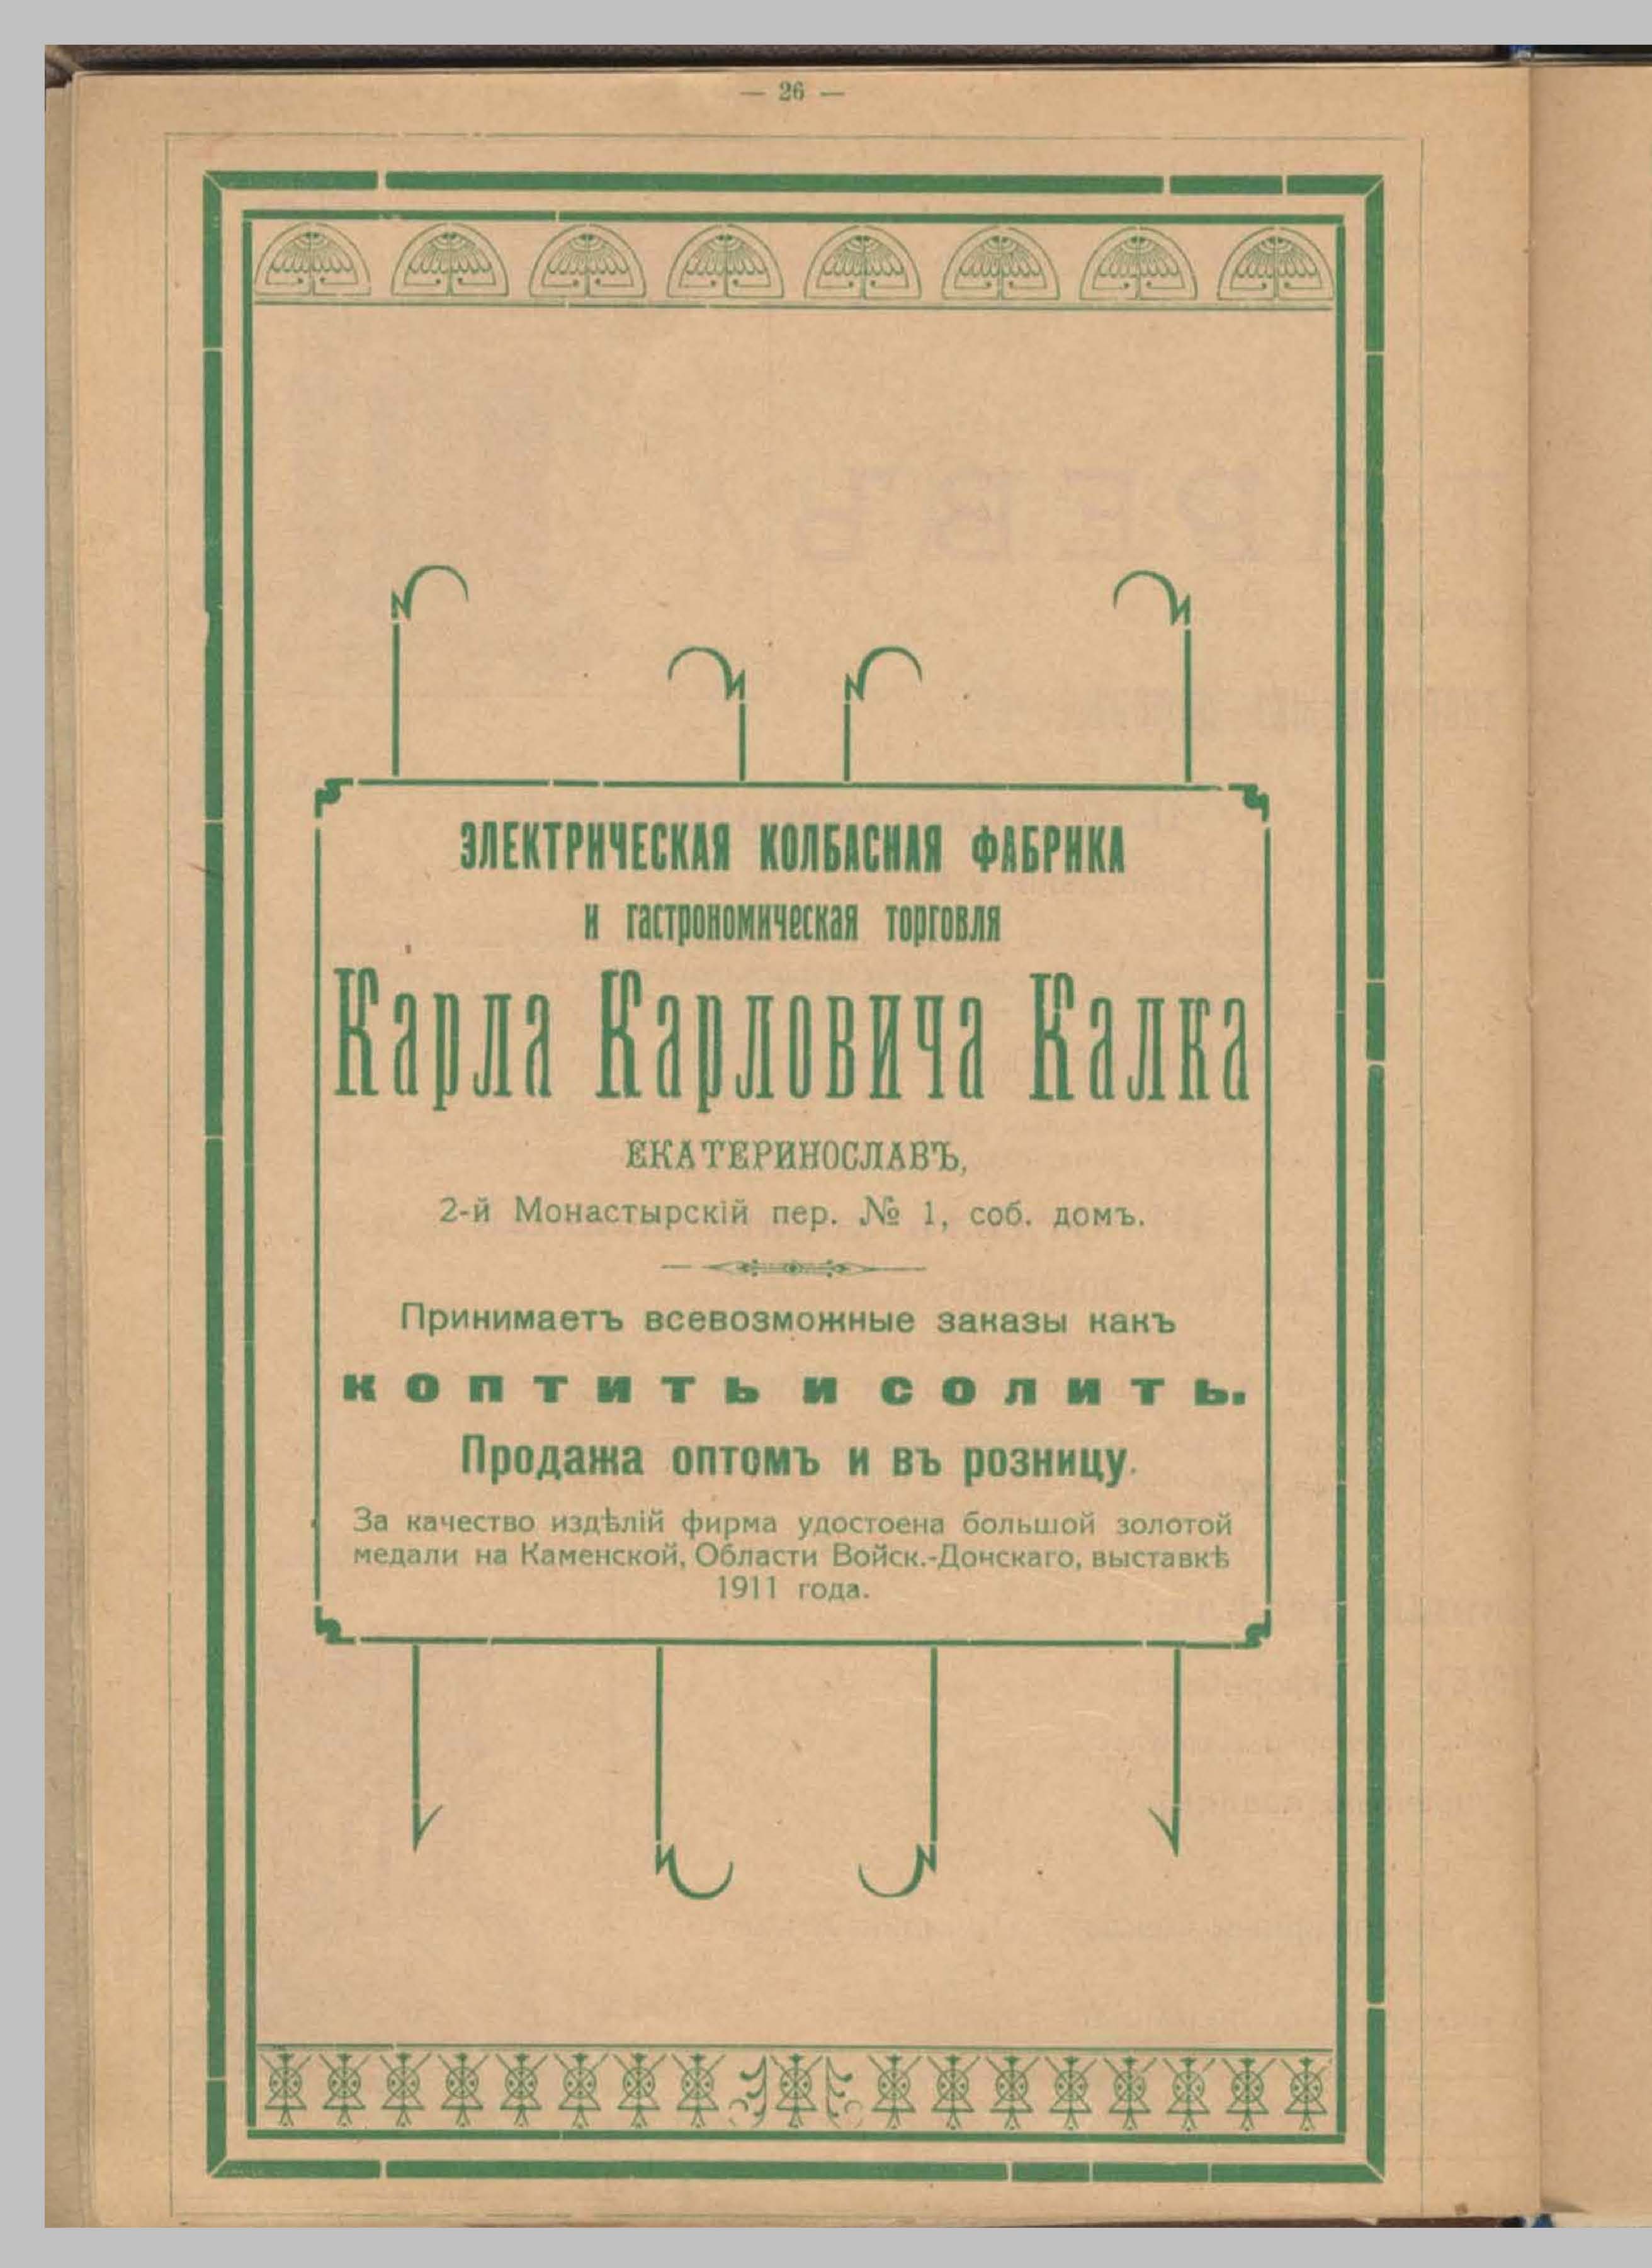 — 26 —
ЭЛЕКТРИЧЕСКАЯ КОЛБАСНАЯ ФАБРИКА
и гастрономическая торговля
Карла Карловича Калка
ЕКАТЕРИНОСЛАВЪ,
2-й Монастырскій пер. № 1, соб. домъ.
Принимаетъ всевозможные заказы какъ
коптить и солить.
Продажа оптомъ и въ розницу.
За качество издѣлій фирма удостоена большой золотой
медали на Каменской, Области Войск.-Донскаго, выставкѣ
1911 года.